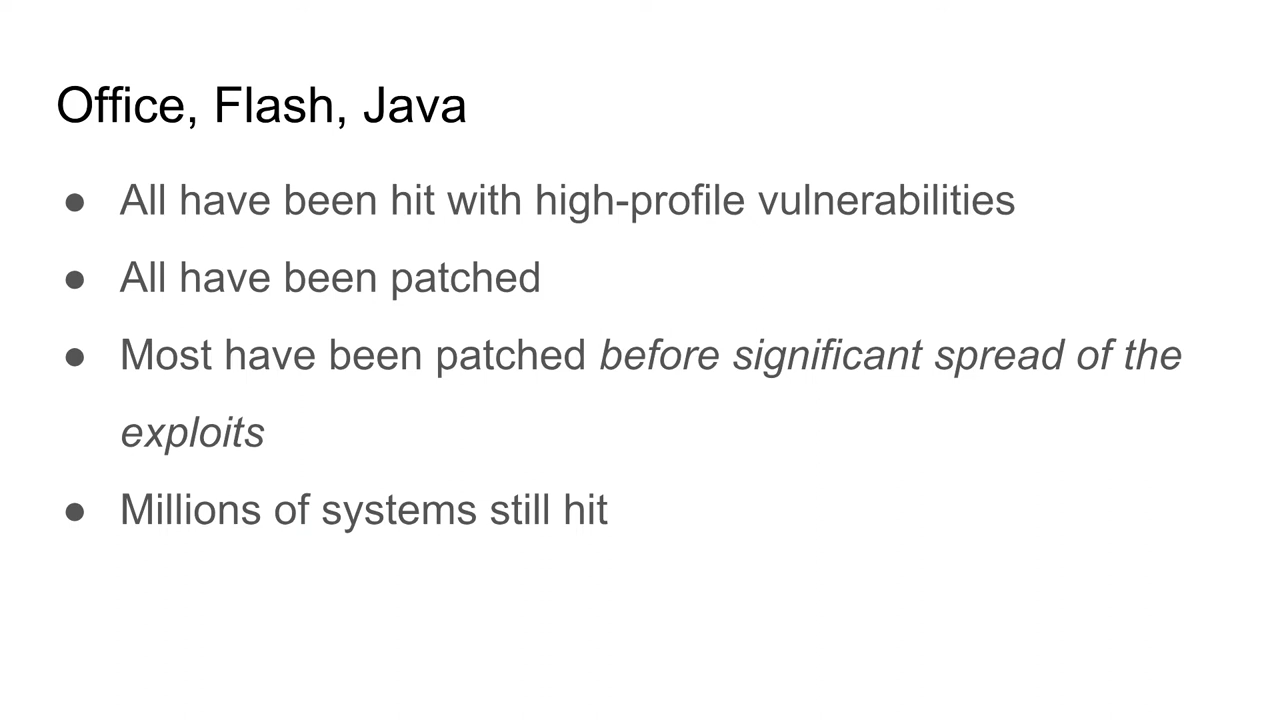 Office, Flash, Java
● All have been hit with high-profile vulnerabilities
● All have been patched
● Most have been patched before significant spread of the
exploits
● Millions of systems still hit